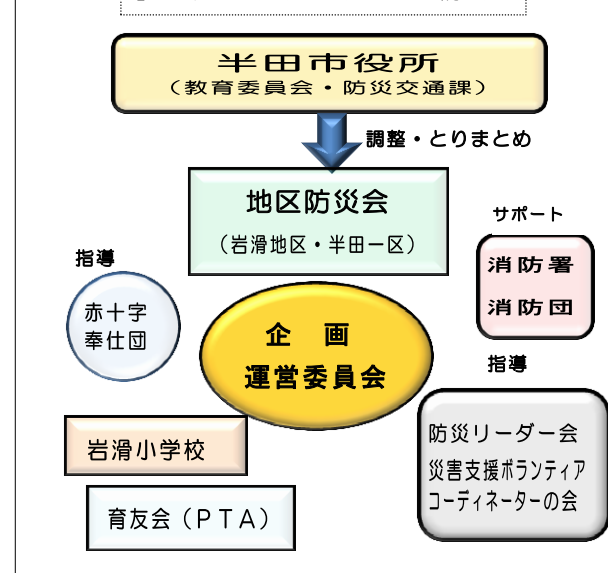 半田市役所
（教育委員会・防災交通課）
調整・とりまとめ
地区防災会
（岩滑地区・半田一区）
サポート
消防署
消防団
指導
赤十字
奉仕団
企　画
運営委員会
指導
防災リーダー会
災害支援ボランティア
コーディネーターの会
岩滑小学校
育友会（ＰＴＡ）